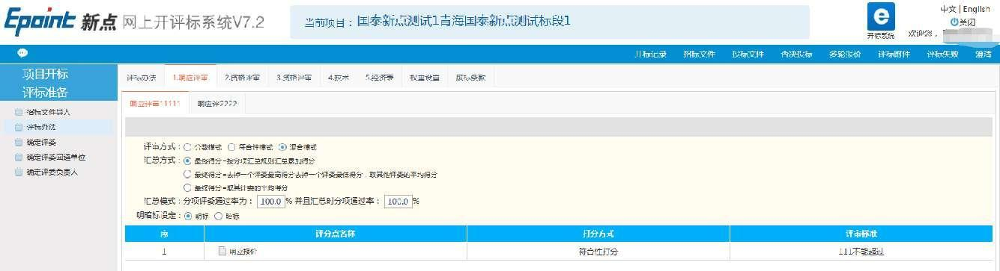 Epoint 新点 网上开评标系统V7.2
当前项目：国泰新点测试1青海国泰新点测试标段1
开标系统
中文 | English
关闭
欢迎您，
开标记录 招标文件 投标文件 否决投标 多轮报价 评标附件 评标失败 澄清
项目开标
评标准备
招标文件导入
评标办法
确定评委
确定评委回避单位
确定评委负责人
评标办法 1.响应评审 2.资格评审 3.资格评审 4.技术 5.经济表 权重设置 废标条款
响应评审11111 响应评2222
评审方式： 分数模式 符合性模式 混合模式
汇总方式： 最终得分=按分项汇总规则汇总累加得分
最终得分=去掉一个评委最高得分去掉一个评委最低得分，取其他评委的平均得分
最终得分=取某评委的平均得分
汇总模式：分项评委通过率为： 100.0 % 并且汇总时分项通过率： 100.0 %
明暗标设定： 明标 暗标
序 评分点名称 打分方式 评审标准
1 响应报价 符合性打分 111不能超过